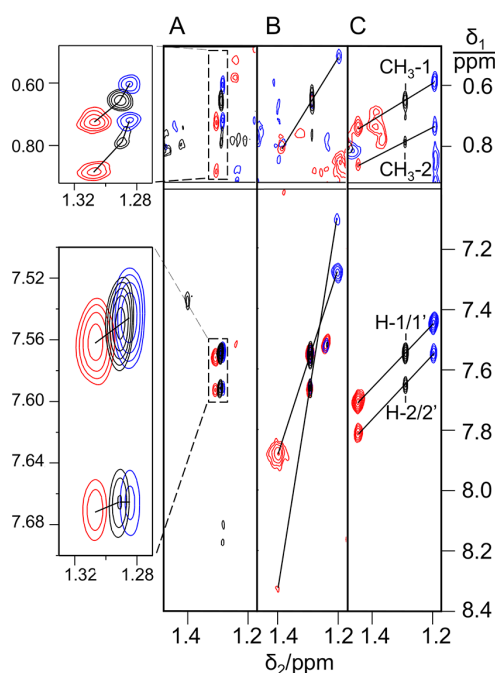 A B C δ₁
ppm
0.60
0.80
1.32 1.28
CH₃-1
CH₃-2
0.6
0.8
7.52
7.56
7.60
7.64
7.68
1.32 1.28
H-1/1'
H-2/2'
7.2
7.4
7.6
7.8
8.0
8.2
8.4
1.4 1.2 1.4 1.2 1.4 1.2
δ₂/ppm